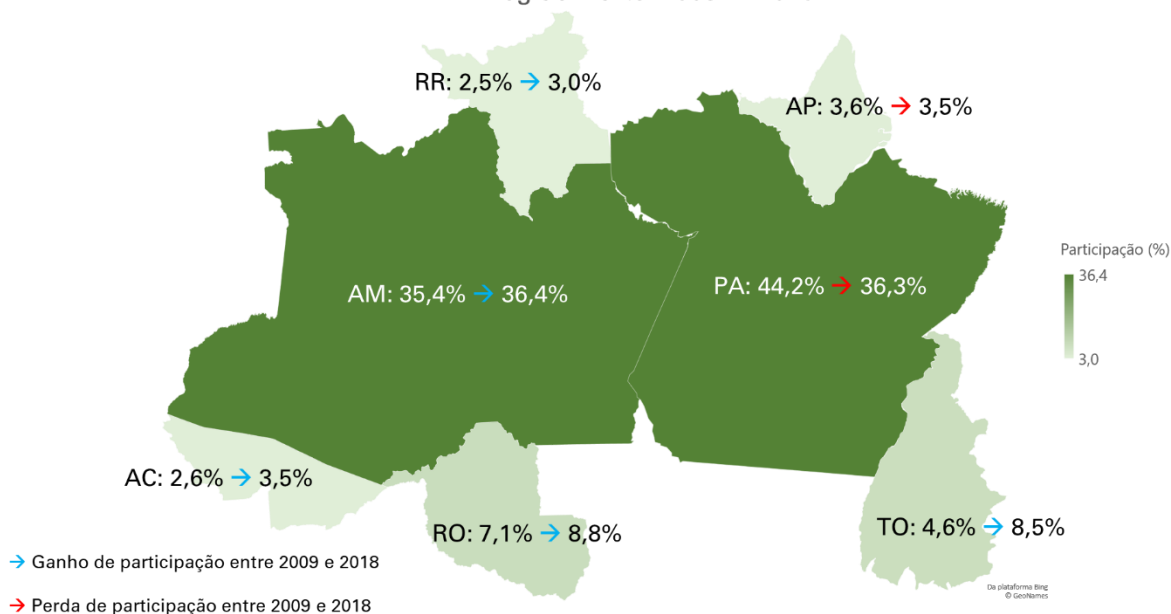 RR: 2,5% → 3,0%
AP: 3,6% → 3,5%
Participação (%)
36,4
3,0
AM: 35,4% → 36,4%
PA: 44,2% → 36,3%
AC: 2,6% → 3,5%
RO: 7,1% → 8,8%
TO: 4,6% → 8,5%
→ Ganho de participação entre 2009 e 2018
→ Perda de participação entre 2009 e 2018
Da plataforma Bing
© GeoNames